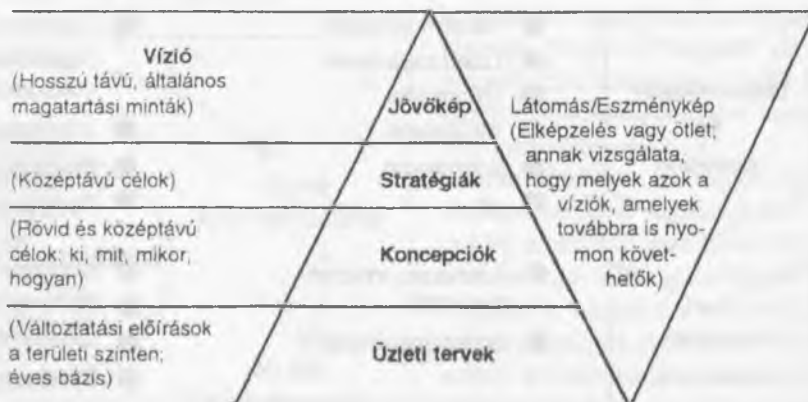 Vízió
(Hosszú távú, általános
magatartási minták)
Jövőkép
Látomás/Eszménykép
(Elképzelés vagy ötlet;
annak vizsgálata,
hogy melyek azok a
víziók, amelyek
továbbra is nyo-
mon követ-
hetők)
(Középtávú célok)
Stratégiák
(Rövid és középtávú
célok: ki, mit, mikor,
hogyan)
Koncepciók
(Változtatási előírások
a területi szinten;
éves bázis)
Üzleti tervek